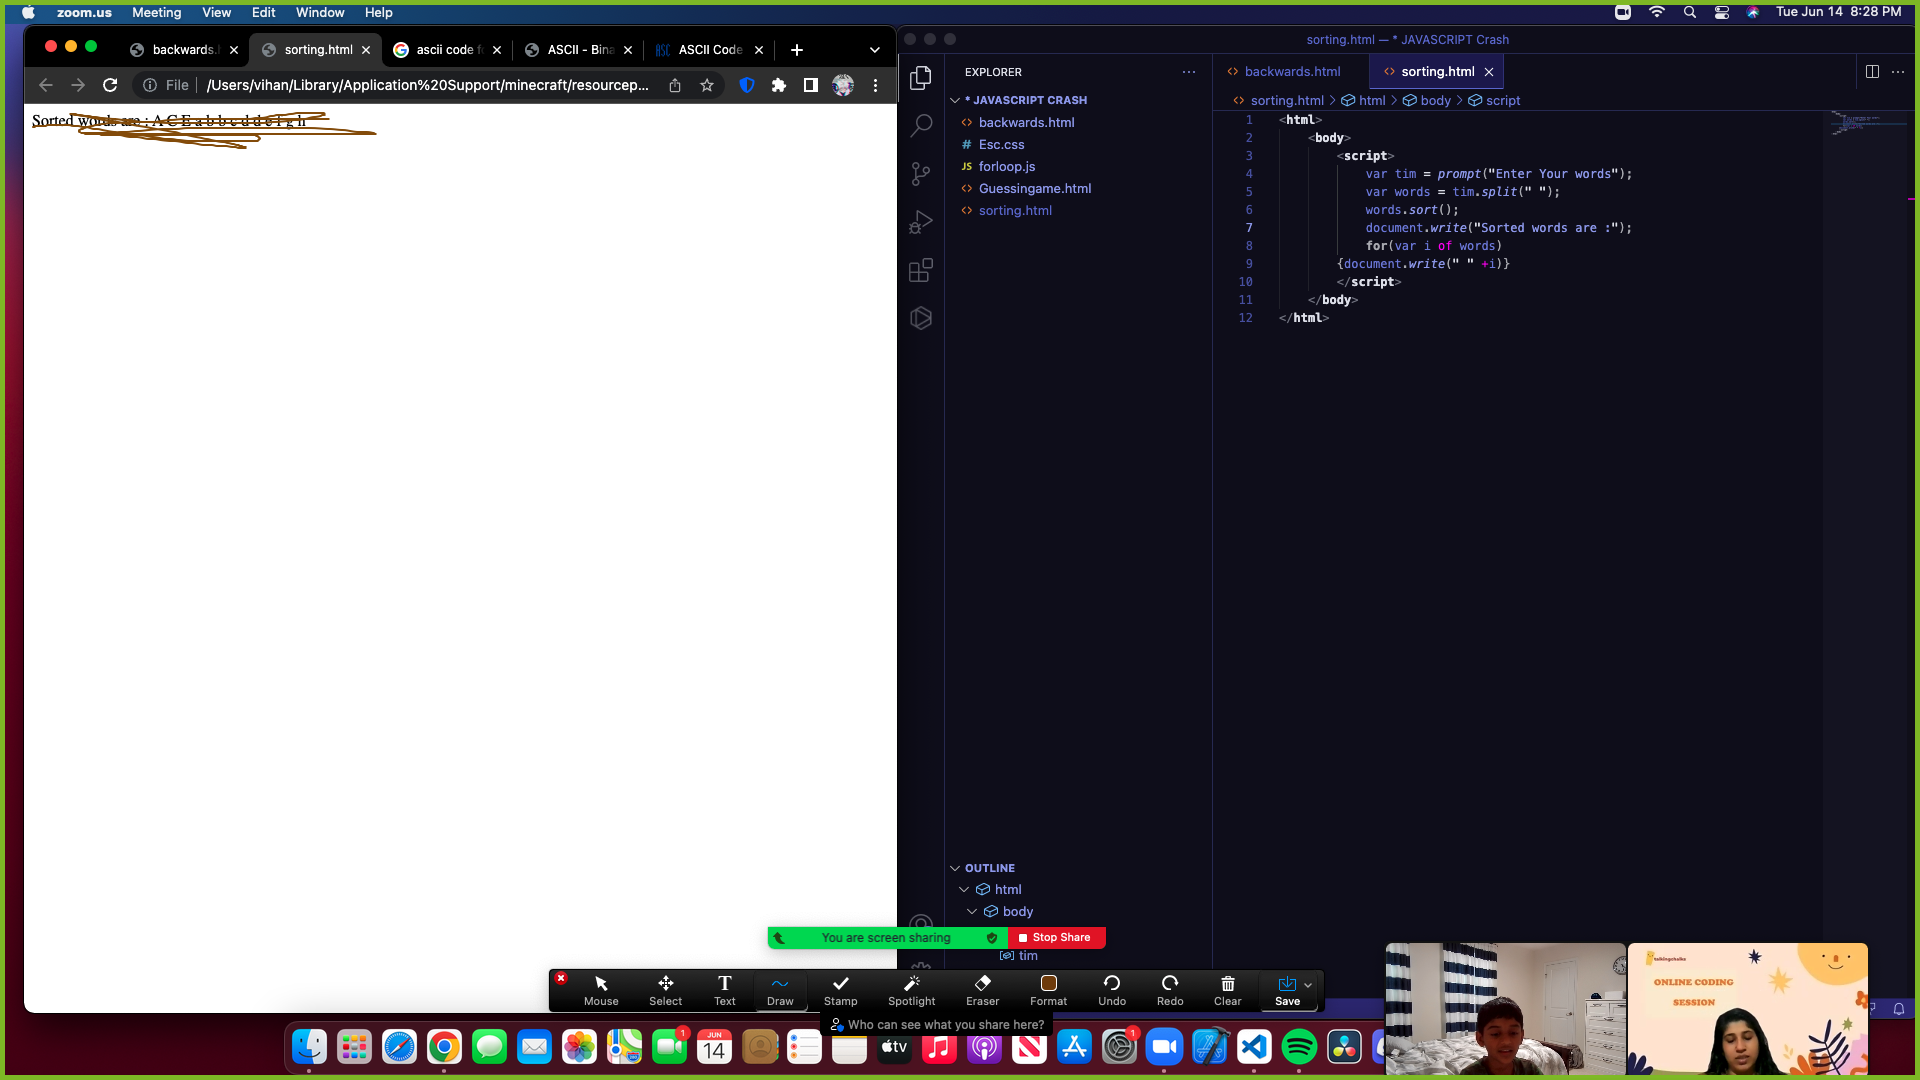 zoom.us Meeting View Edit Window Help
Tue Jun 14 8:28 PM
backwards.
sorting.html
ascii code f
ASCII - Bina
ASCII Code
File
/Users/vihan/Library/Application%20Support/minecraft/resourcep...
Sorted words are : A C E a b b c d d e f g h
sorting.html — * JAVASCRIPT Crash
EXPLORER
* JAVASCRIPT CRASH
backwards.html
# Esc.css
JS forloop.js
Guessingame.html
sorting.html
backwards.html
sorting.html
sorting.html > html > body > script
1 <html>
2 <body>
3 <script>
4 var tim = prompt("Enter Your words");
5 var words = tim.split(" ");
6 words.sort();
7 document.write("Sorted words are :");
8 for(var i of words)
9 {document.write(" " +i)}
10 </script>
11 </body>
12 </html>
OUTLINE
html
body
tim
You are screen sharing
Stop Share
Mouse
Select
Text
Draw
Stamp
Spotlight
Eraser
Format
Undo
Redo
Clear
Save
Who can see what you share here?
1
JUN
14
tv
1
talkingchalks
ONLINE CODING
SESSION